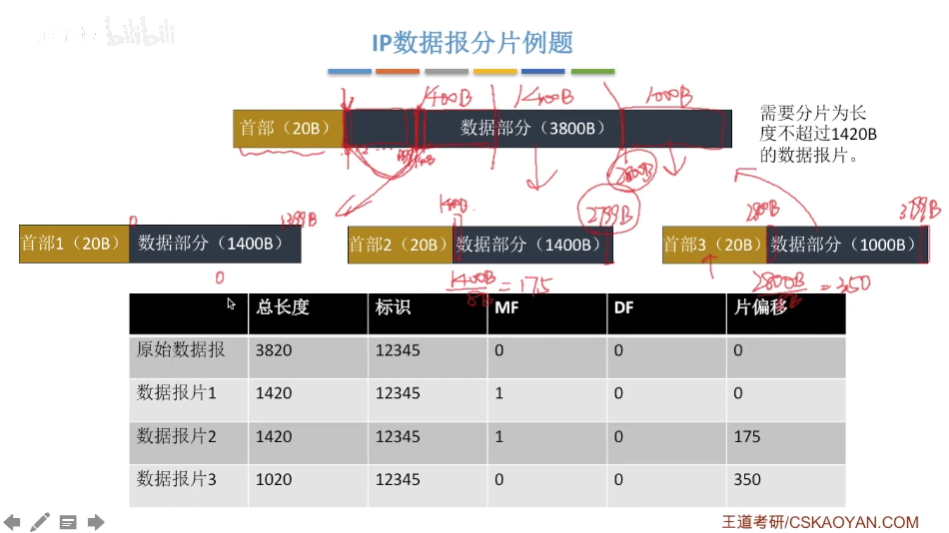 bilibili
IP数据报分片例题
1400B 1400B 1000B
首部（20B） 数据部分（3800B）
需要分片为长
度不超过1420B
的数据报片。
2800B
0 1399B 1400B 2799B 2800B 3799B
首部1（20B） 数据部分（1400B） 首部2（20B） 数据部分（1400B） 首部3（20B） 数据部分（1000B）
0 1400B/8B = 175 2800B/8B = 350
总长度 标识 MF DF 片偏移
原始数据报 3820 12345 0 0 0
数据报片1 1420 12345 1 0 0
数据报片2 1420 12345 1 0 175
数据报片3 1020 12345 0 0 350
王道考研/CSKAOYAN.COM